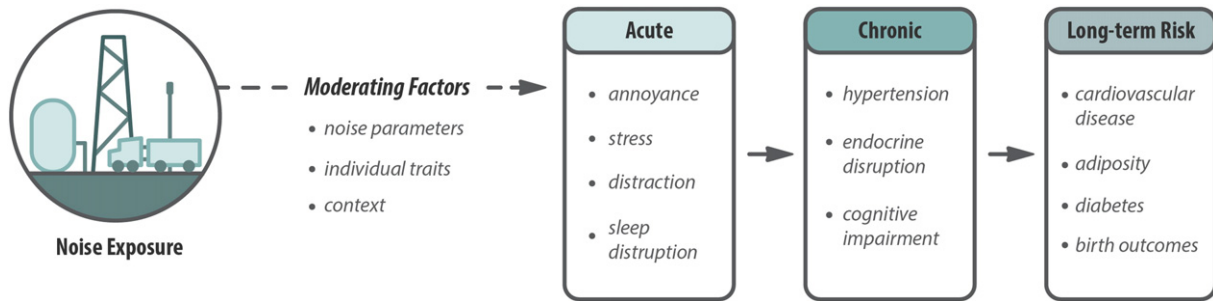 Noise Exposure
Moderating Factors
• noise parameters
• individual traits
• context
Acute
• annoyance
• stress
• distraction
• sleep
distruption
Chronic
• hypertension
• endocrine
disruption
• cognitive
impairment
Long-term Risk
• cardiovascular
disease
• adiposity
• diabetes
• birth outcomes